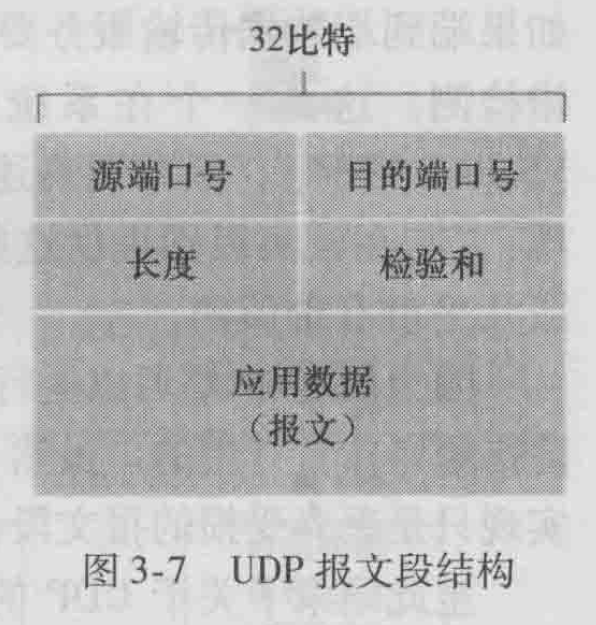 32比特
源端口号 目的端口号
长度 检验和
应用数据
（报文）
图 3-7 UDP 报文段结构